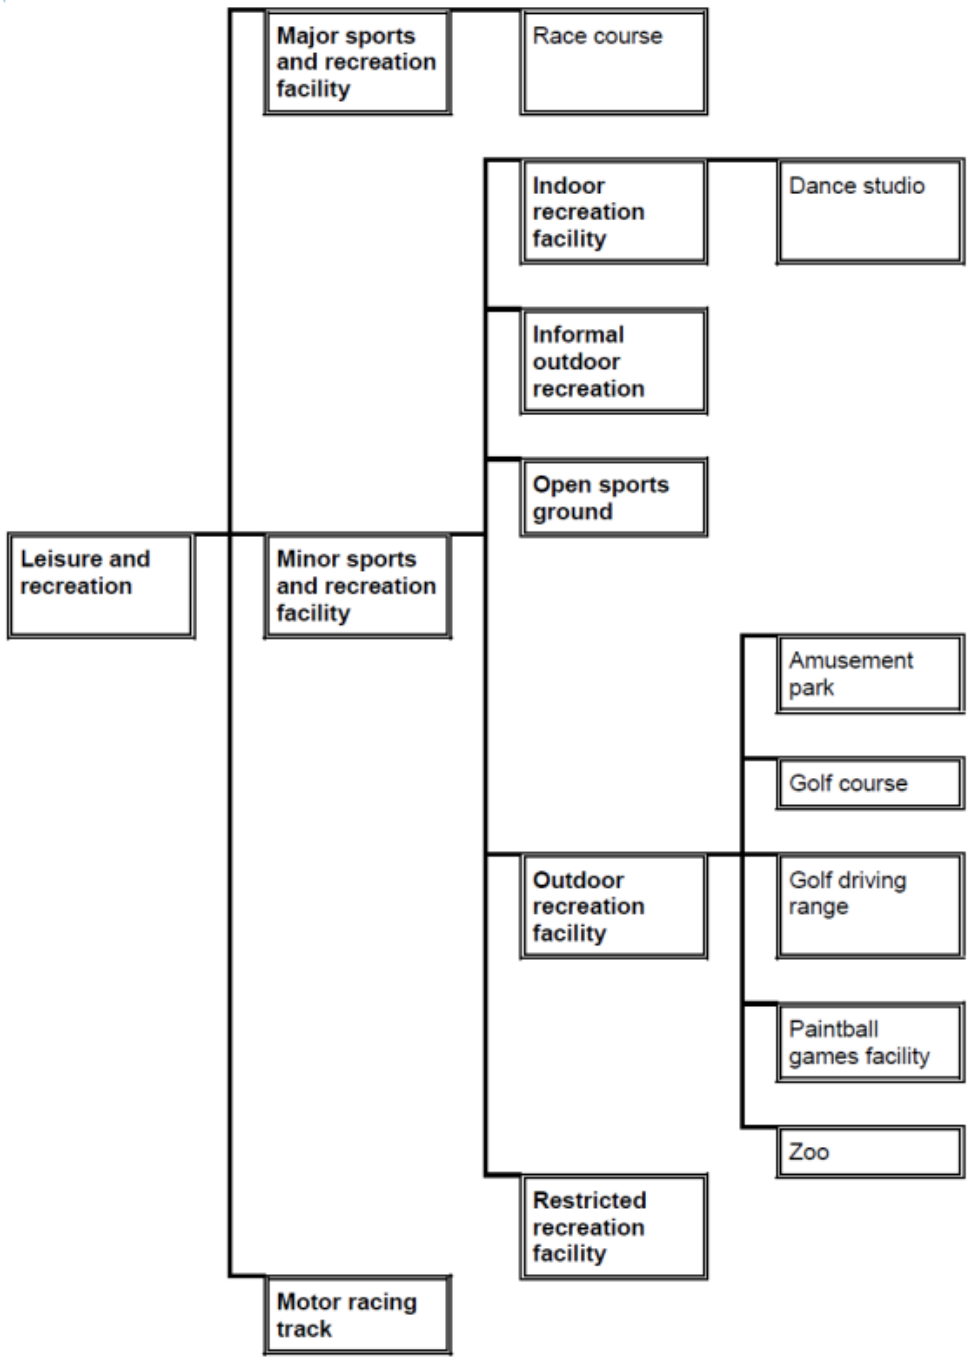 Major sports
and recreation
facility
Race course
Indoor
recreation
facility
Dance studio
Informal
outdoor
recreation
Open sports
ground
Leisure and
recreation
Minor sports
and recreation
facility
Amusement
park
Golf course
Outdoor
recreation
facility
Golf driving
range
Paintball
games facility
Zoo
Restricted
recreation
facility
Motor racing
track